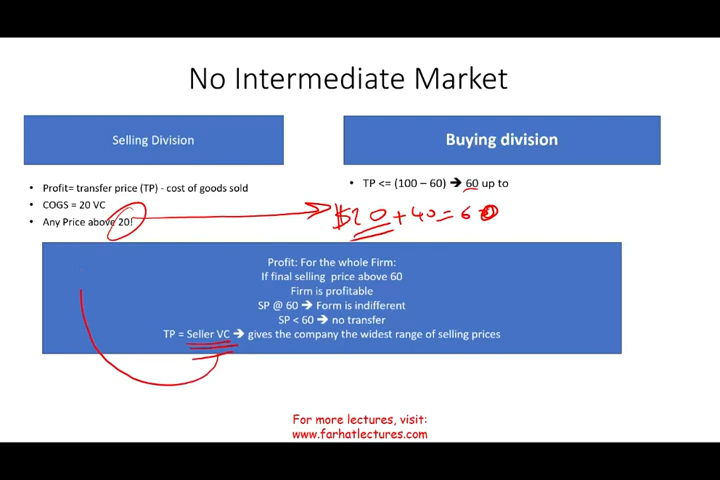 No Intermediate Market
Selling Division
• Profit= transfer price (TP) - cost of goods sold
• COGS = 20 VC
• Any Price above 20!
Buying division
• TP <= (100 – 60) ➔ 60 up to
$20+40=60
Profit: For the whole Firm:
If final selling price above 60
Firm is profitable
SP @ 60 ➔ Form is indifferent
SP < 60 ➔ no transfer
TP = Seller VC ➔ gives the company the widest range of selling prices
For more lectures, visit:
www.farhatlectures.com